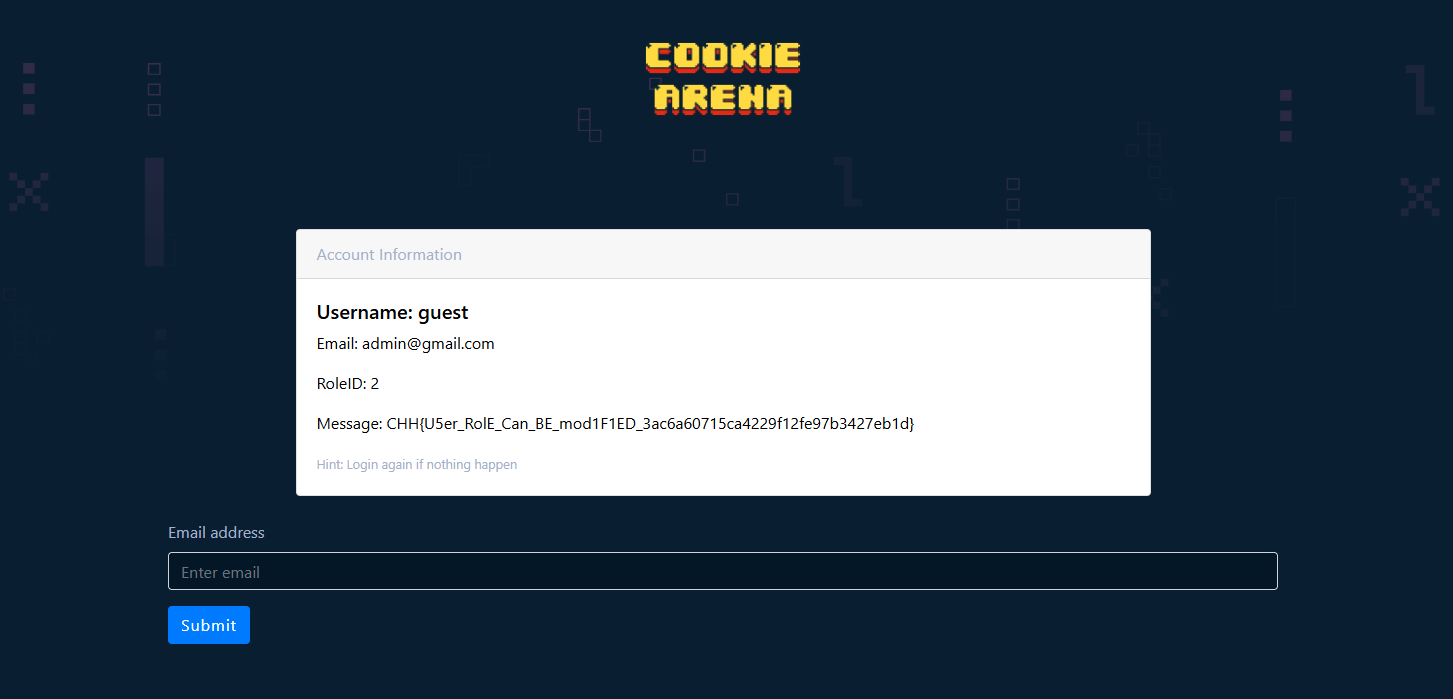 COOKIE
ARENA
Account Information
Username: guest
Email: admin@gmail.com
RoleID: 2
Message: CHH{U5er_RolE_Can_BE_mod1F1ED_3ac6a60715ca4229f12fe97b3427eb1d}
Hint: Login again if nothing happen
Email address
Enter email
Submit